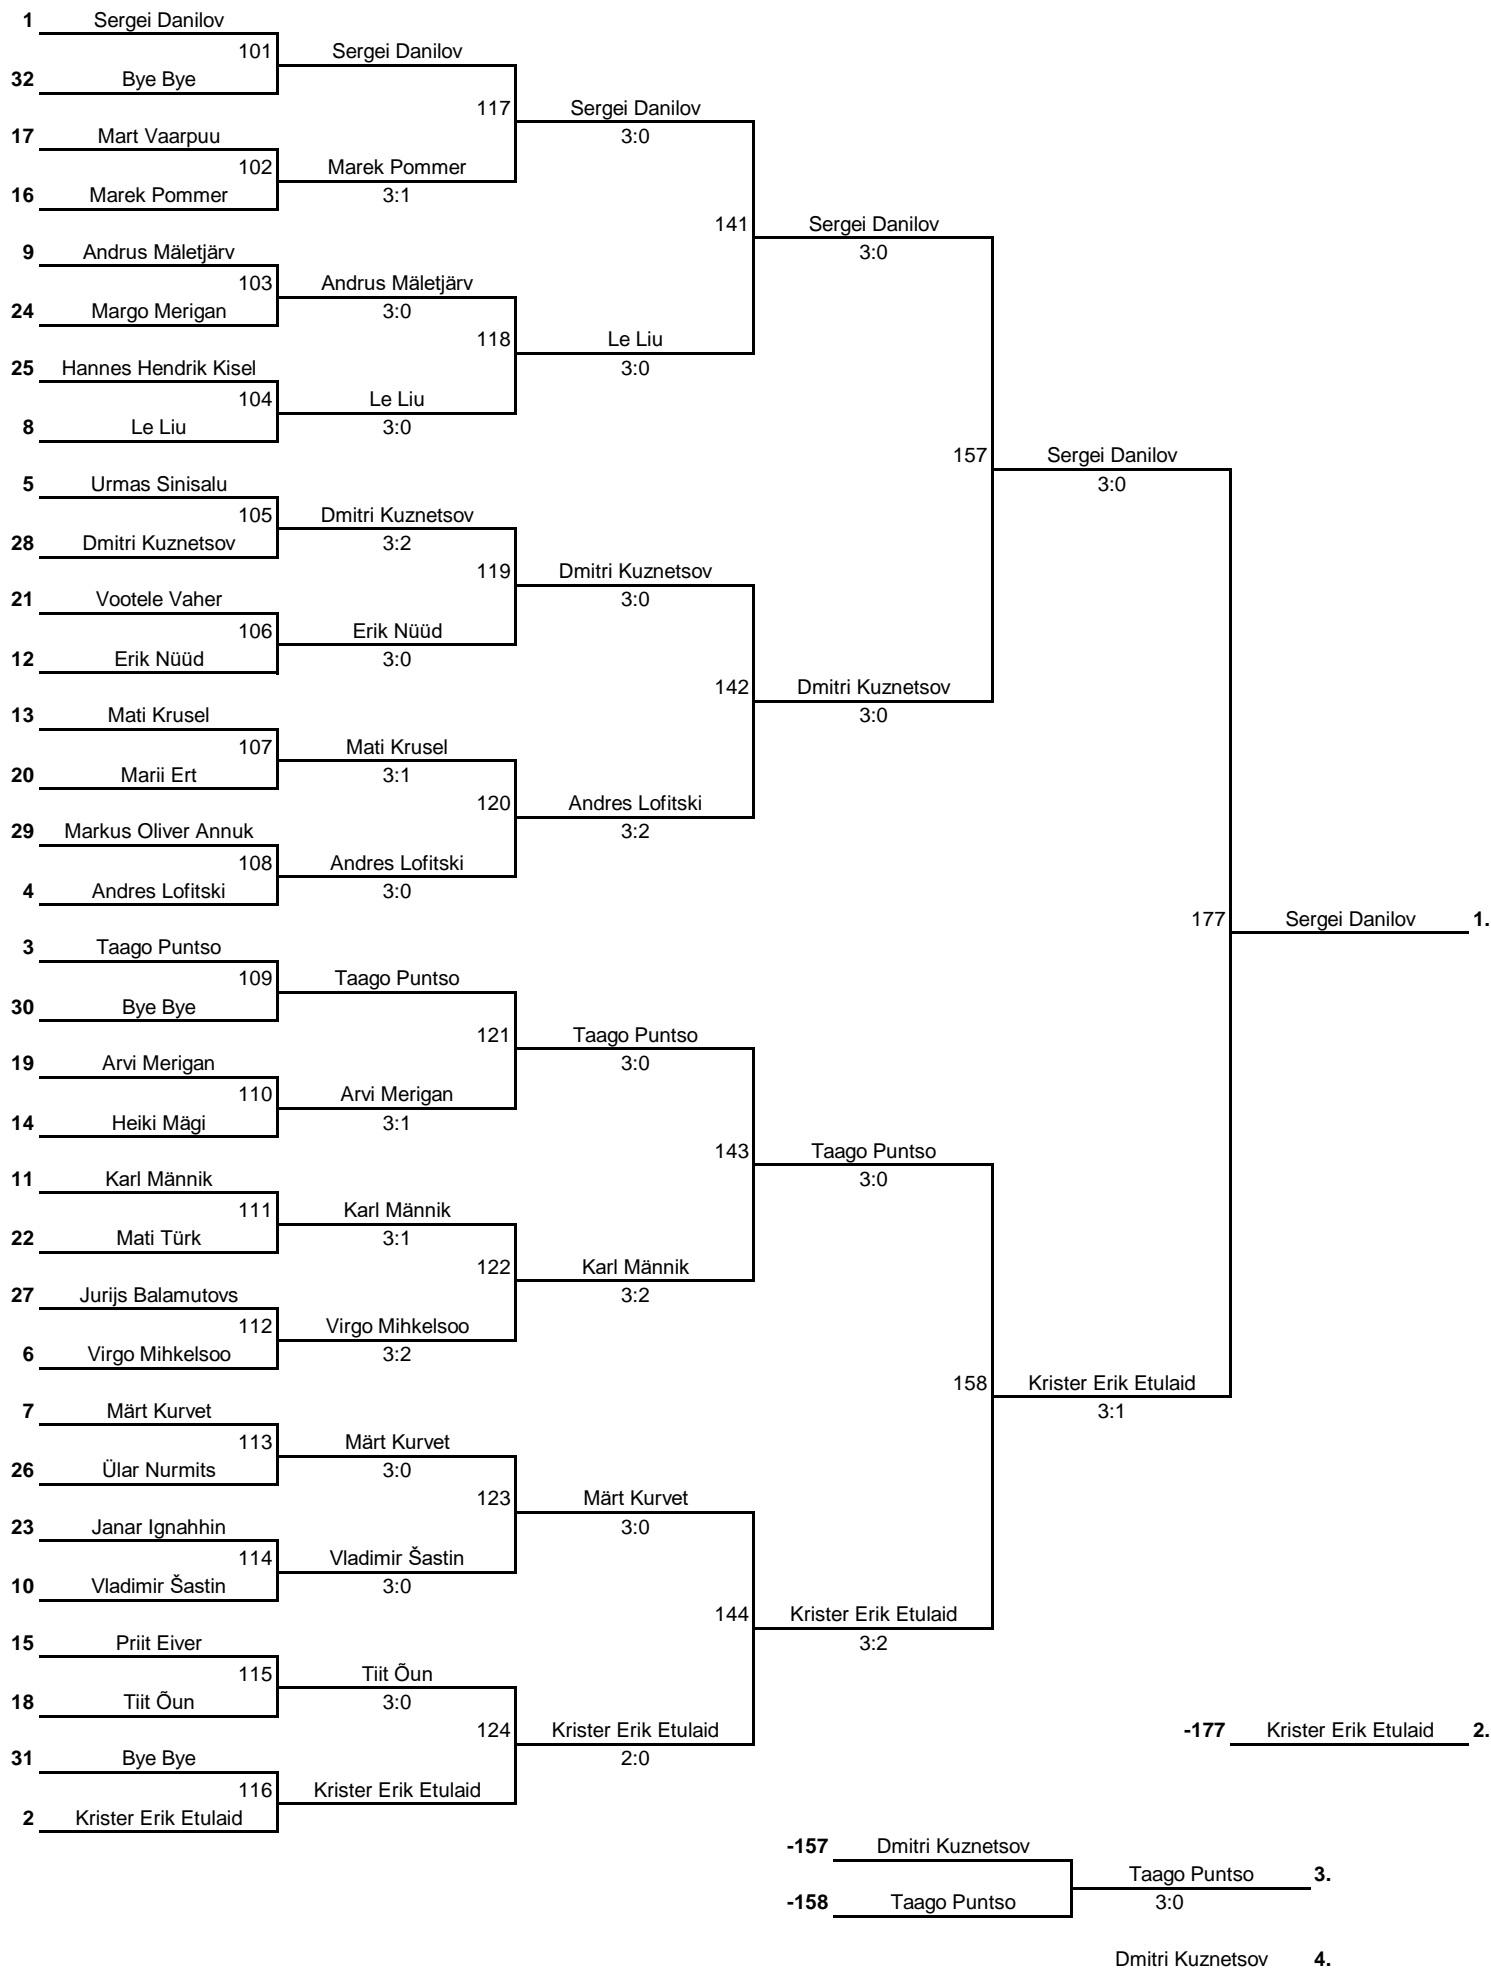 1 Sergei Danilov
101 Sergei Danilov
32 Bye Bye
117 Sergei Danilov
17 Mart Vaarpuu 3:0
102 Marek Pommer
16 Marek Pommer 3:1
141 Sergei Danilov
9 Andrus Mäletjärv 3:0
103 Andrus Mäletjärv
24 Margo Merigan 3:0
118 Le Liu
25 Hannes Hendrik Kisel 3:0
104 Le Liu
8 Le Liu 3:0
157 Sergei Danilov
5 Urmas Sinisalu 3:0
105 Dmitri Kuznetsov
28 Dmitri Kuznetsov 3:2
119 Dmitri Kuznetsov
21 Vootele Vaher 3:0
106 Erik Nüüd
12 Erik Nüüd 3:0
142 Dmitri Kuznetsov
13 Mati Krusel 3:0
107 Mati Krusel
20 Marii Ert 3:1
120 Andres Lofitski
29 Markus Oliver Annuk 3:2
108 Andres Lofitski
4 Andres Lofitski 3:0
177 Sergei Danilov 1.
3 Taago Puntso
109 Taago Puntso
30 Bye Bye
121 Taago Puntso
19 Arvi Merigan 3:0
110 Arvi Merigan
14 Heiki Mägi 3:1
143 Taago Puntso
11 Karl Männik 3:0
111 Karl Männik
22 Mati Türk 3:1
122 Karl Männik
27 Jurijs Balamutovs 3:2
112 Virgo Mihkelsoo
6 Virgo Mihkelsoo 3:2
158 Krister Erik Etulaid
7 Märt Kurvet 3:1
113 Märt Kurvet
26 Ülar Nurmits 3:0
123 Märt Kurvet
23 Janar Ignahhin 3:0
114 Vladimir Šastin
10 Vladimir Šastin 3:0
144 Krister Erik Etulaid
15 Priit Eiver 3:2
115 Tiit Õun
18 Tiit Õun 3:0
124 Krister Erik Etulaid -177 Krister Erik Etulaid 2.
31 Bye Bye 2:0
116 Krister Erik Etulaid
2 Krister Erik Etulaid
-157 Dmitri Kuznetsov
Taago Puntso 3.
-158 Taago Puntso 3:0
Dmitri Kuznetsov 4.